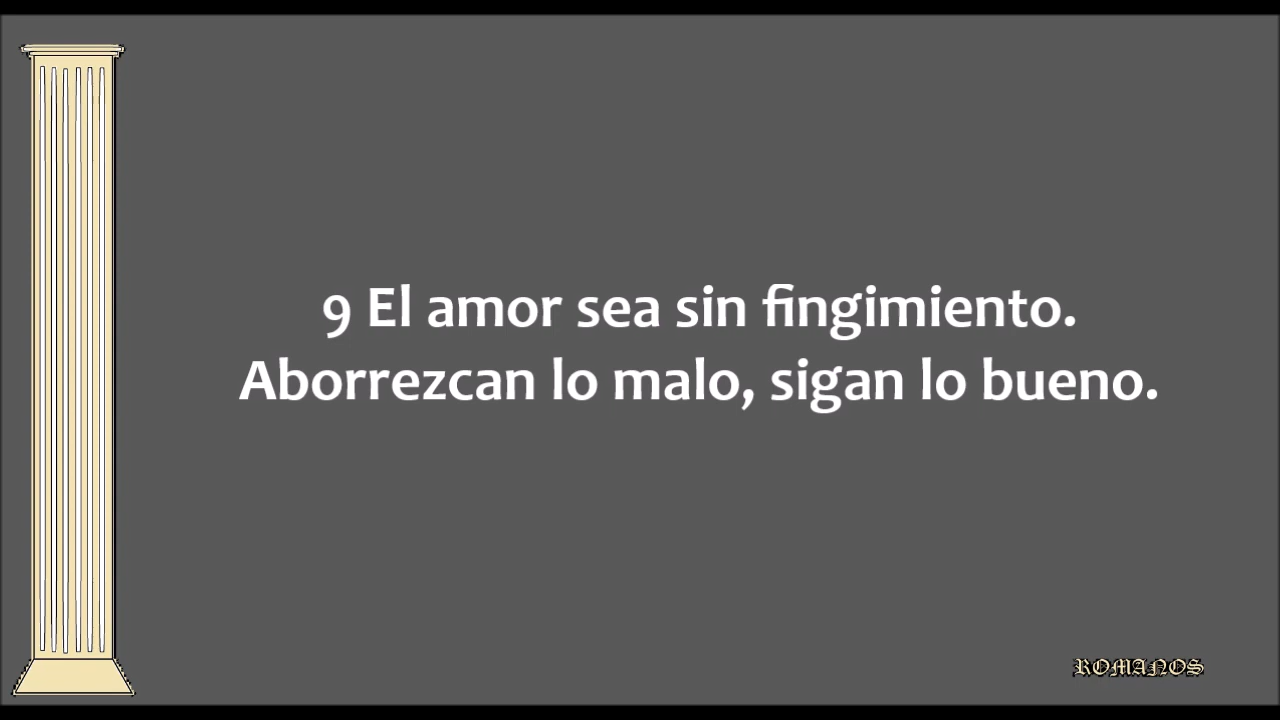 9 El amor sea sin fingimiento.
Aborrezcan lo malo, sigan lo bueno.
ROMANOS